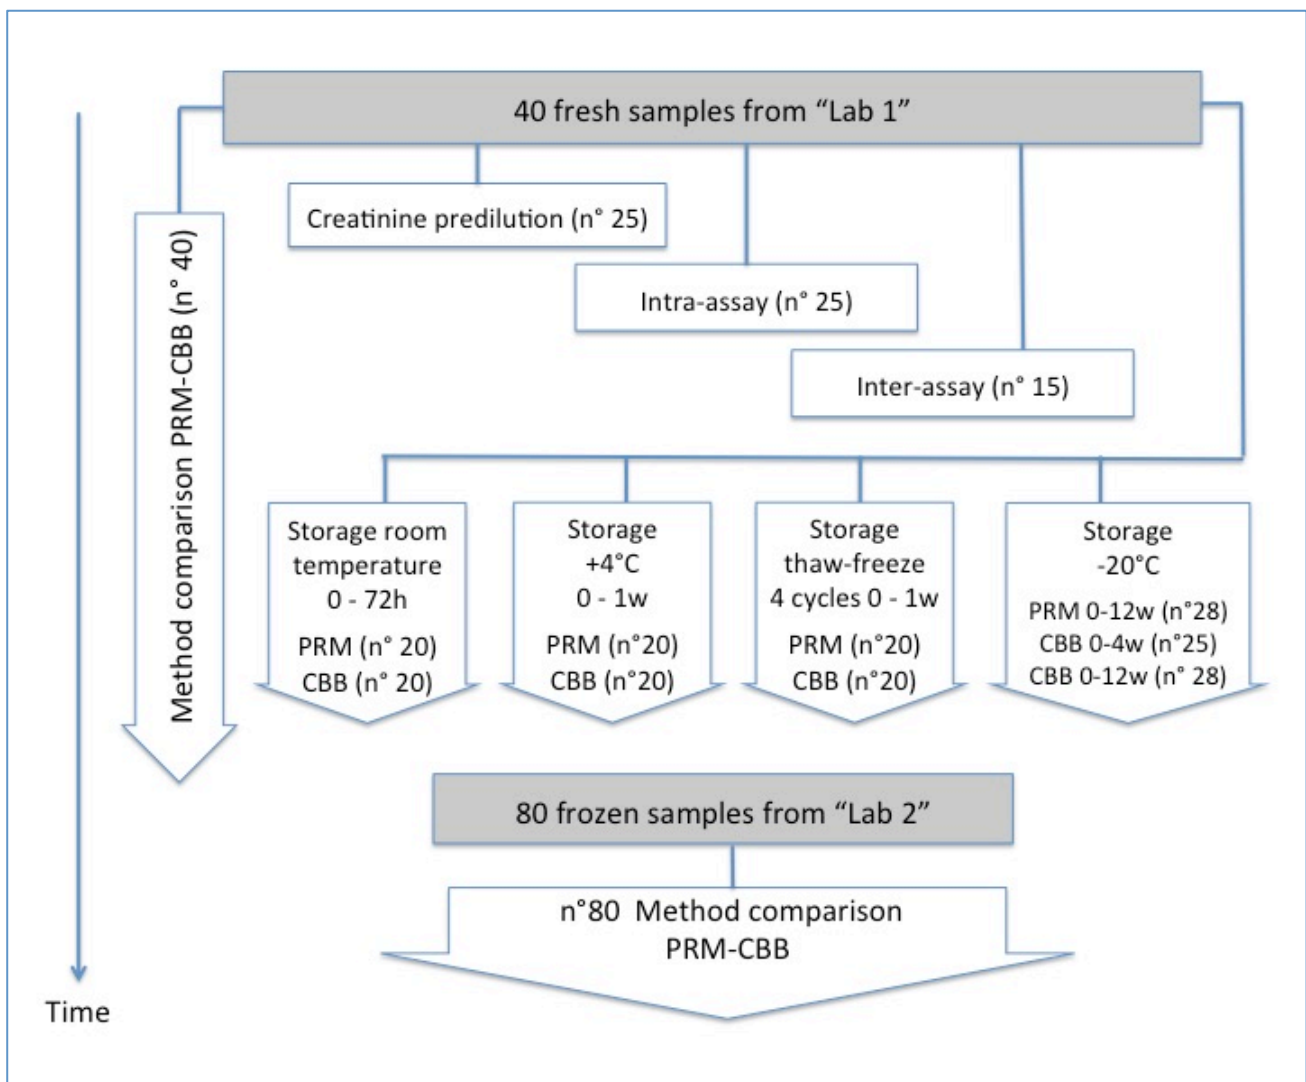 40 fresh samples from “Lab 1”
Creatinine predilution (n° 25)
Intra-assay (n° 25)
Inter-assay (n° 15)
Method comparison PRM-CBB (n° 40)
Storage room
temperature
0 - 72h
PRM (n° 20)
CBB (n° 20)
Storage
+4°C
0 - 1w
PRM (n°20)
CBB (n°20)
Storage
thaw-freeze
4 cycles 0 - 1w
PRM (n°20)
CBB (n°20)
Storage
-20°C
PRM 0-12w (n°28)
CBB 0-4w (n°25)
CBB 0-12w (n° 28)
80 frozen samples from “Lab 2”
n°80 Method comparison
PRM-CBB
Time